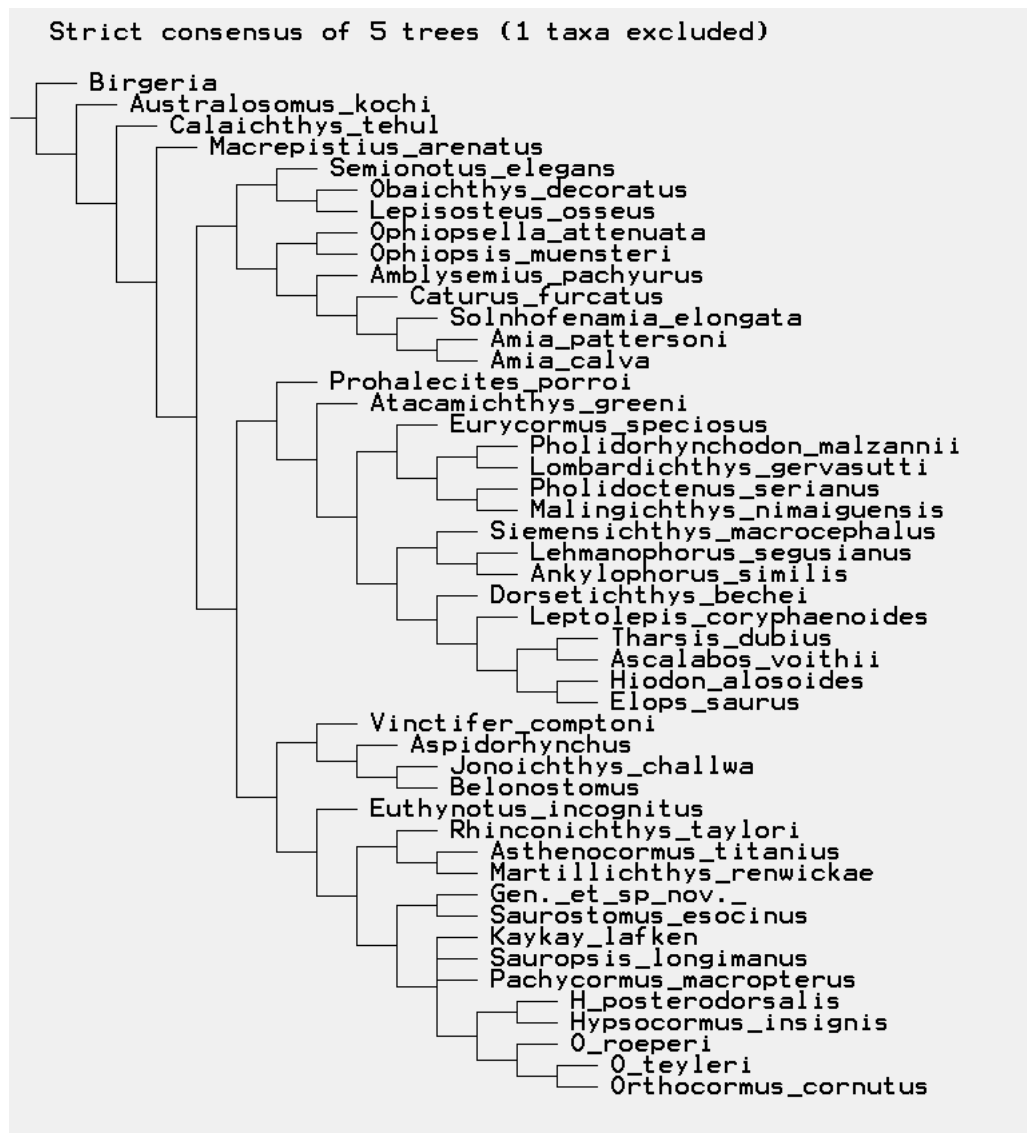 Strict consensus of 5 trees (1 taxa excluded)
Birgeria
Australosomus_kochi
Calaichthys_tehul
Macrepistius_arenatus
Semionotus_elegans
Obaichthys_decoratus
Lepisosteus_osseus
Ophiopsella_attenuata
Ophiopsis_muensteri
Amblysemius_pachyurus
Caturus_furcatus
Solnhofenamia_elongata
Amia_pattersoni
Amia_calva
Prohalecites_porroi
Atacamichthys_greeni
Eurycormus_speciosus
Pholidorhynchodon_malzannii
Lombardichthys_gervasutti
Pholidoctenus_serianus
Malingichthys_nimaiguensis
Siemensichthys_macrocephalus
Lehmanophorus_segusianus
Ankylophorus_similis
Dorsetichthys_bechei
Leptolepis_coryphaenoides
Tharsis_dubius
Ascalabos_voithii
Hiodon_alosoides
Elops_saurus
Vinctifer_comptoni
Aspidorhynchus
Jonoichthys_challwa
Belonostomus
Euthynotus_incognitus
Rhinconichthys_taylori
Asthenocormus_titanius
Martillichthys_renwickae
Gen._et_sp_nov._
Saurostomus_esocinus
Kaykay_lafken
Sauropsis_longimanus
Pachycormus_macropterus
H_posterodorsalis
Hypsocormus_insignis
O_roeperi
O_teyleri
Orthocormus_cornutus